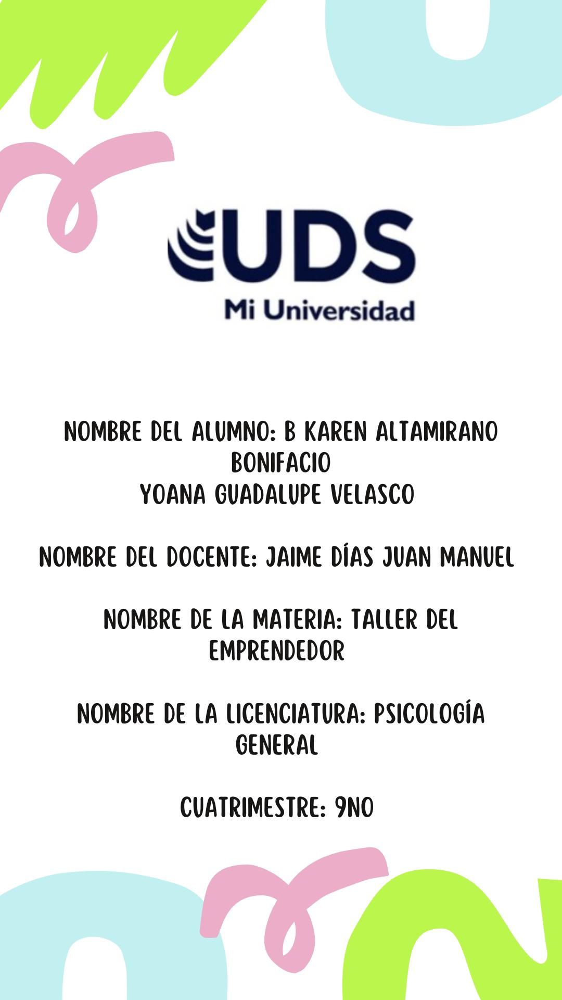 UDS
Mi Universidad
NOMBRE DEL ALUMNO: B KAREN ALTAMIRANO
BONIFACIO
YOANA GUADALUPE VELASCO
NOMBRE DEL DOCENTE: JAIME DÍAS JUAN MANUEL
NOMBRE DE LA MATERIA: TALLER DEL
EMPRENDEDOR
NOMBRE DE LA LICENCIATURA: PSICOLOGÍA
GENERAL
CUATRIMESTRE: 9NO